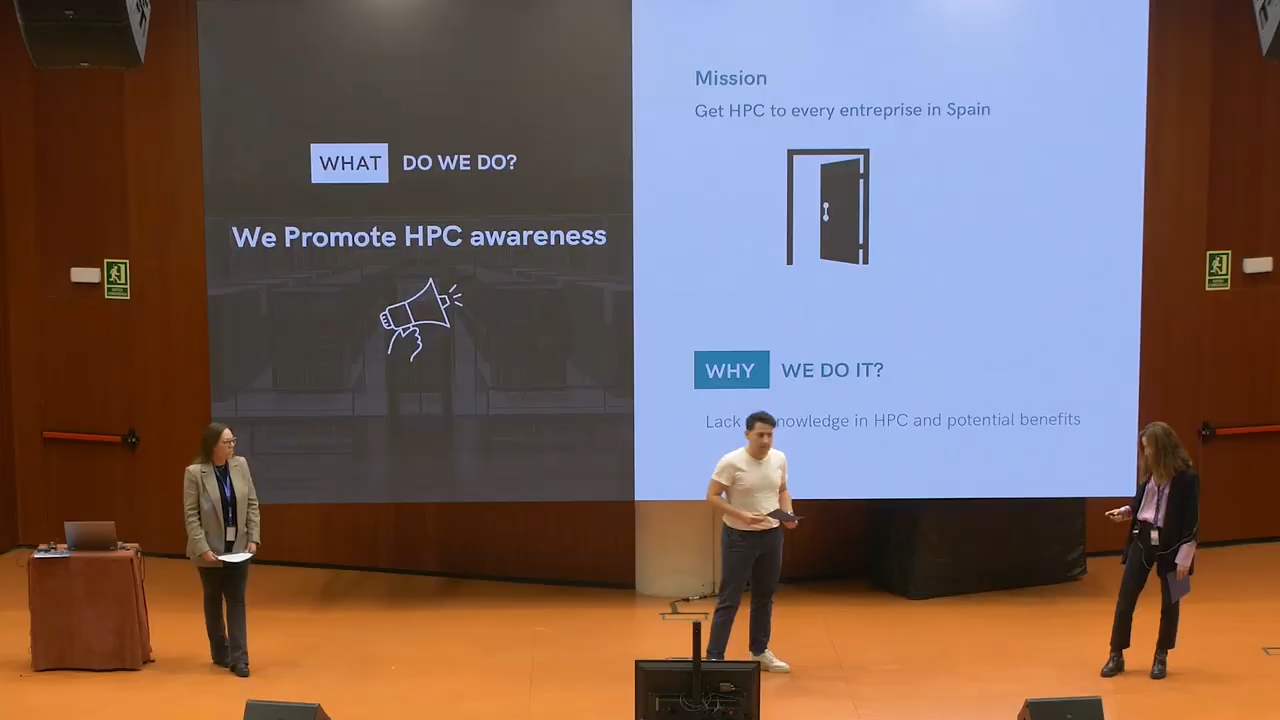 WHAT DO WE DO?
We Promote HPC awareness
Mission
Get HPC to every entreprise in Spain
WHY WE DO IT?
Lack nowledge in HPC and potential benefits